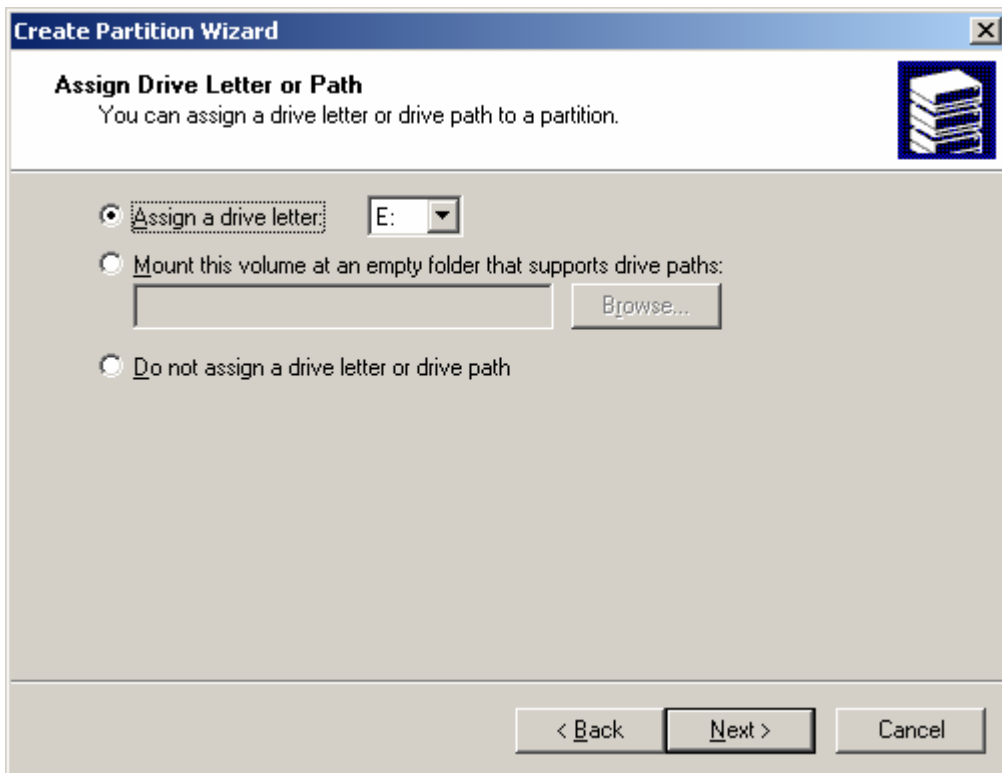 Create Partition Wizard
Assign Drive Letter or Path
You can assign a drive letter or drive path to a partition.
Assign a drive letter: E:
Mount this volume at an empty folder that supports drive paths:
Browse...
Do not assign a drive letter or drive path
< Back Next > Cancel